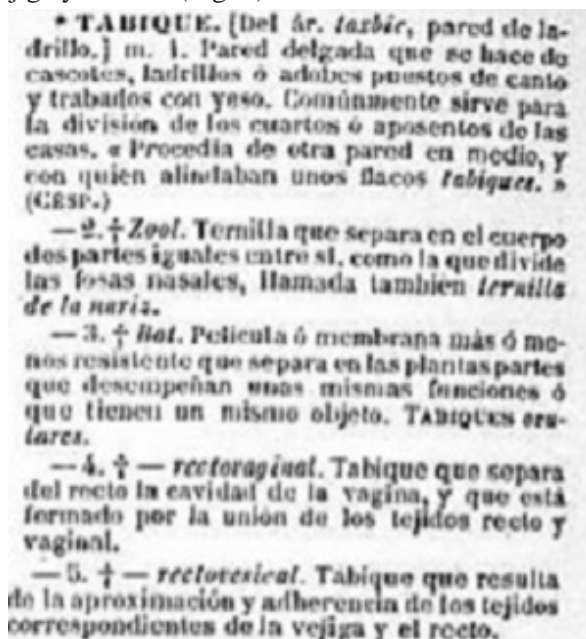 * TABIQUE. [Del ár. taxbic, pared de la-
drillo.] m. 1. Pared delgada que se hace de
cascotes, ladrillos ó adobes puestos de canto
y trabados con yeso. Comúnmente sirve para
la división de los cuartos ó aposentos de las
casas. « Procedia de otra pared en medio, y
con quien alindaban unos flacos tabiques. »
(CÉSP.)
— 2. † Zool. Ternilla que separa en el cuerpo
dos partes iguales entre sí, como la que divide
las fosas nasales, llamada tambien ternilla
de la nariz.
— 3. † Bot. Película ó membrana más ó me-
nos resistente que separa en las plantas partes
que desempeñan unas mismas funciones ó
que tienen un mismo objeto. TABIQUES
— 4. † — rectovaginal. Tabique que separa
del recto la cavidad de la vagina, y que está
formado por la unión de los tejidos recto y
vaginal.
— 5. † — rectovesical. Tabique que resulta
de la aproximación y adherencia de los tejidos
correspondientes de la vejiga y el recto.